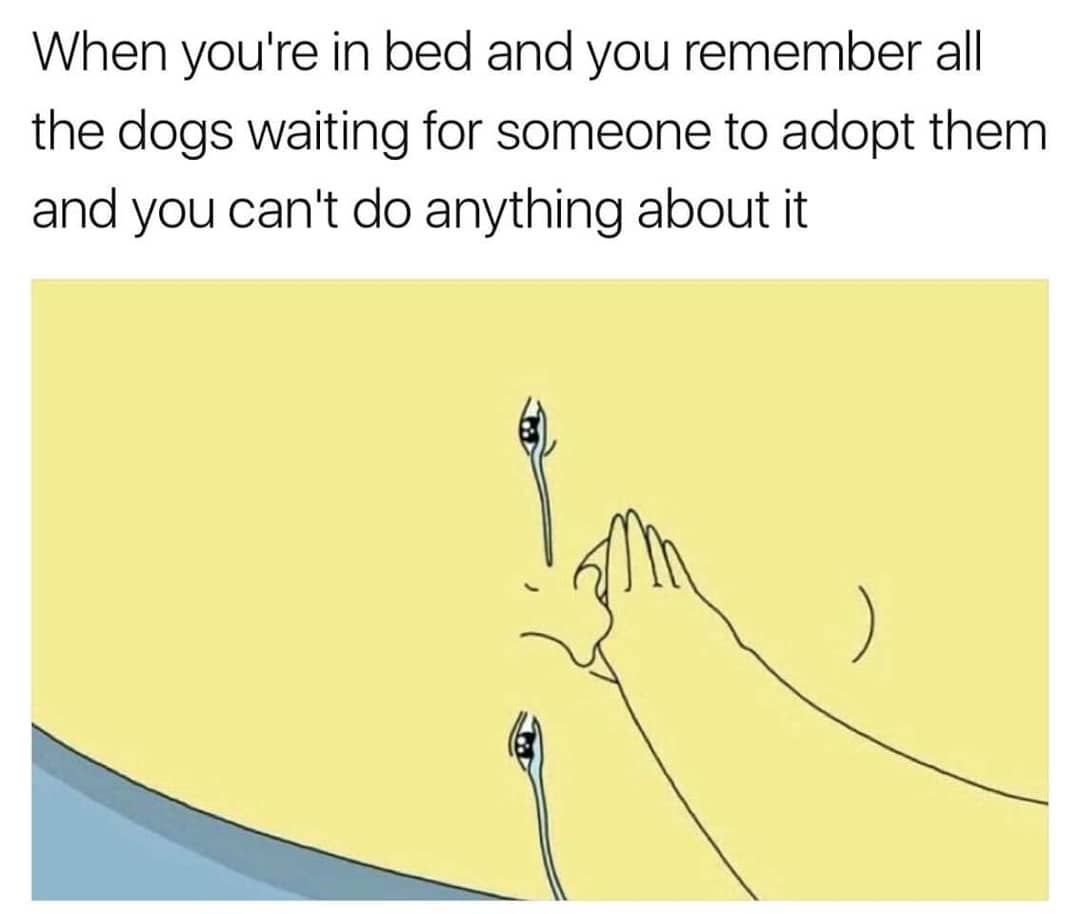 When you're in bed and you remember all
the dogs waiting for someone to adopt them
and you can't do anything about it